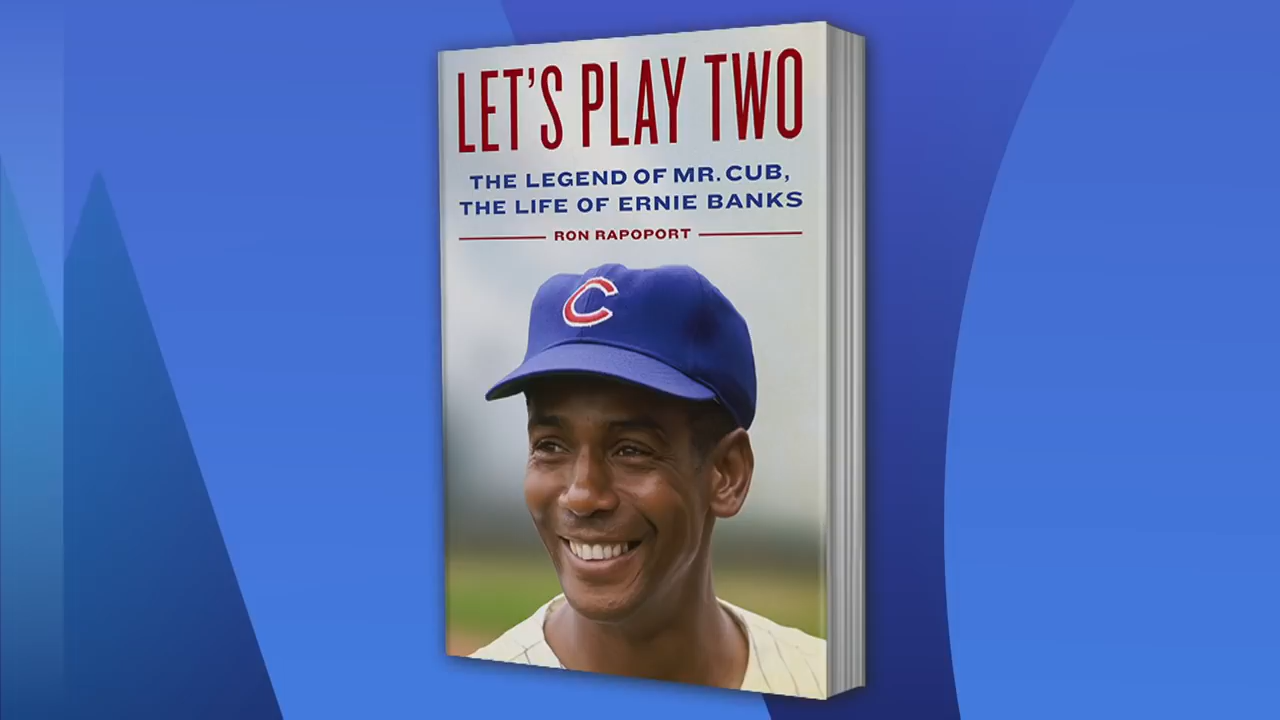 LET'S PLAY TWO
THE LEGEND OF MR. CUB,
THE LIFE OF ERNIE BANKS
RON RAPOPORT
C